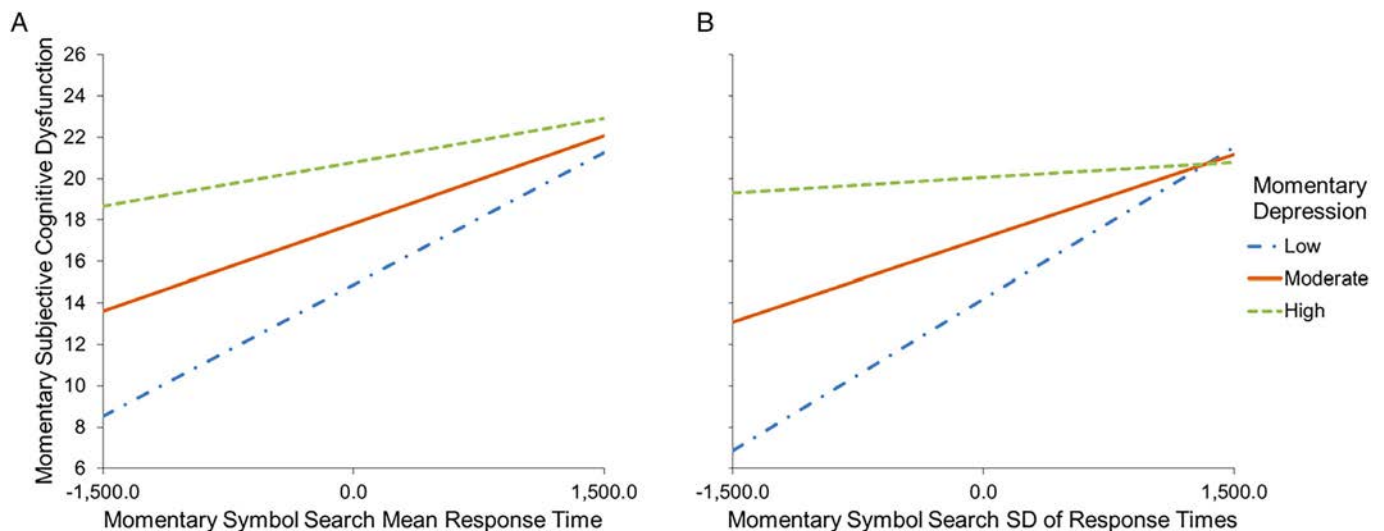 A
B
Momentary Subjective Cognitive Dysfunction
26
24
22
20
18
16
14
12
10
8
6
-1,500.0
0.0
1,500.0
Momentary Symbol Search Mean Response Time
-1,500.0
0.0
1,500.0
Momentary Symbol Search SD of Response Times
Momentary
Depression
Low
Moderate
High